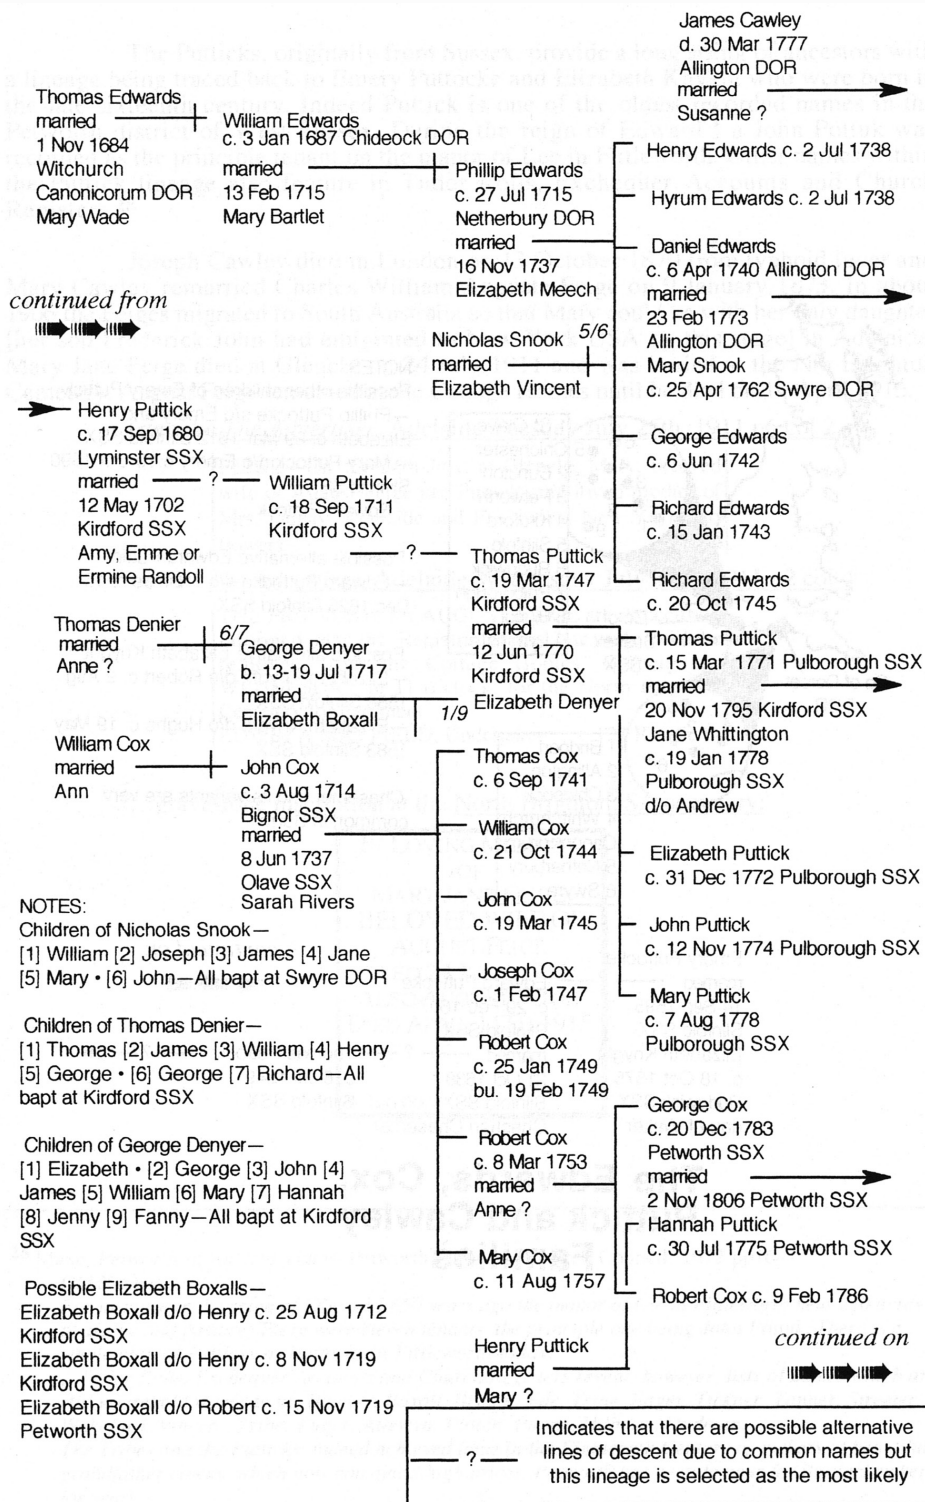 James Cawley
d. 30 Mar 1777
Allington DOR
married
Susanne ?
Thomas Edwards
married
1 Nov 1684
Witchurch
Canonicorum DOR
Mary Wade
William Edwards
c. 3 Jan 1687 Chideock DOR
married
13 Feb 1715
Mary Bartlet
Phillip Edwards
c. 27 Jul 1715
Netherbury DOR
married
16 Nov 1737
Elizabeth Meech
Henry Edwards c. 2 Jul 1738
Hyrum Edwards c. 2 Jul 1738
Daniel Edwards
c. 6 Apr 1740 Allington DOR
married
23 Feb 1773
Allington DOR
Mary Snook
c. 25 Apr 1762 Swyre DOR
continued from
Nicholas Snook
married
Elizabeth Vincent
5/6
George Edwards
c. 6 Jun 1742
Richard Edwards
c. 15 Jan 1743
Richard Edwards
c. 20 Oct 1745
Henry Puttick
c. 17 Sep 1680
Lyminster SSX
married
12 May 1702
Kirdford SSX
Amy, Emme or
Ermine Randoll
?
William Puttick
c. 18 Sep 1711
Kirdford SSX
?
Thomas Puttick
c. 19 Mar 1747
Kirdford SSX
married
12 Jun 1770
Kirdford SSX
Elizabeth Denyer
Thomas Puttick
c. 15 Mar 1771 Pulborough SSX
married
20 Nov 1795 Kirdford SSX
Jane Whittington
c. 19 Jan 1778
Pulborough SSX
d/o Andrew
Thomas Denier
married
Anne ?
6/7
George Denyer
b. 13-19 Jul 1717
married
Elizabeth Boxall
1/9
William Cox
married
Ann
John Cox
c. 3 Aug 1714
Bignor SSX
married
8 Jun 1737
Olave SSX
Sarah Rivers
Thomas Cox
c. 6 Sep 1741
William Cox
c. 21 Oct 1744
John Cox
c. 19 Mar 1745
Joseph Cox
c. 1 Feb 1747
Robert Cox
c. 25 Jan 1749
bu. 19 Feb 1749
Robert Cox
c. 8 Mar 1753
married
Anne ?
Mary Cox
c. 11 Aug 1757
Elizabeth Puttick
c. 31 Dec 1772 Pulborough SSX
John Puttick
c. 12 Nov 1774 Pulborough SSX
Mary Puttick
c. 7 Aug 1778
Pulborough SSX
George Cox
c. 20 Dec 1783
Petworth SSX
married
2 Nov 1806 Petworth SSX
Hannah Puttick
c. 30 Jul 1775 Petworth SSX
Robert Cox c. 9 Feb 1786
Henry Puttick
married
Mary ?
continued on
NOTES:
Children of Nicholas Snook—
[1] William [2] Joseph [3] James [4] Jane
[5] Mary • [6] John—All bapt at Swyre DOR
Children of Thomas Denier—
[1] Thomas [2] James [3] William [4] Henry
[5] George • [6] George [7] Richard—All
bapt at Kirdford SSX
Children of George Denyer—
[1] Elizabeth • [2] George [3] John [4]
James [5] William [6] Mary [7] Hannah
[8] Jenny [9] Fanny—All bapt at Kirdford
SSX
Possible Elizabeth Boxalls—
Elizabeth Boxall d/o Henry c. 25 Aug 1712
Kirdford SSX
Elizabeth Boxall d/o Henry c. 8 Nov 1719
Kirdford SSX
Elizabeth Boxall d/o Robert c. 15 Nov 1719
Petworth SSX
— ? — Indicates that there are possible alternative
lines of descent due to common names but
this lineage is selected as the most likely